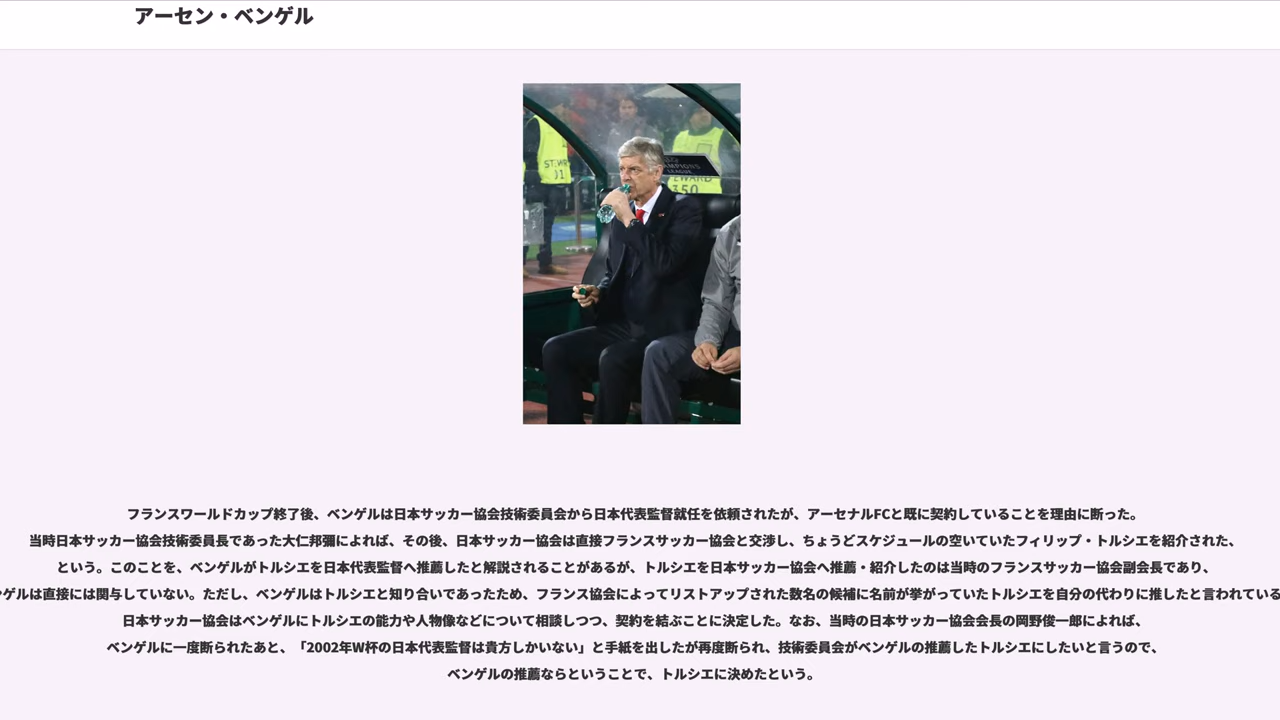 アーセン・ベンゲル
STEWARD
350
LEAGUE
フランスワールドカップ終了後、ベンゲルは日本サッカー協会技術委員会から日本代表監督就任を依頼されたが、アーセナルFCと既に契約していることを理由に断った。
当時日本サッカー協会技術委員長であった大仁邦彌によれば、その後、日本サッカー協会は直接フランスサッカー協会と交渉し、ちょうどスケジュールの空いていたフィリップ・トルシエを紹介された、
という。このことを、ベンゲルがトルシエを日本代表監督へ推薦したと解説されることがあるが、トルシエを日本サッカー協会へ推薦・紹介したのは当時のフランスサッカー協会副会長であり、
ンゲルは直接には関与していない。ただし、ベンゲルはトルシエと知り合いであったため、フランス協会によってリストアップされた数名の候補に名前が挙がっていたトルシエを自分の代わりに推したと言われている
日本サッカー協会はベンゲルにトルシエの能力や人物像などについて相談しつつ、契約を結ぶことに決定した。なお、当時の日本サッカー協会会長の岡野俊一郎によれば、
ベンゲルに一度断られたあと、「2002年W杯の日本代表監督は貴方しかいない」と手紙を出したが再度断られ、技術委員会がベンゲルの推薦したトルシエにしたいと言うので、
ベンゲルの推薦ならということで、トルシエに決めたという。